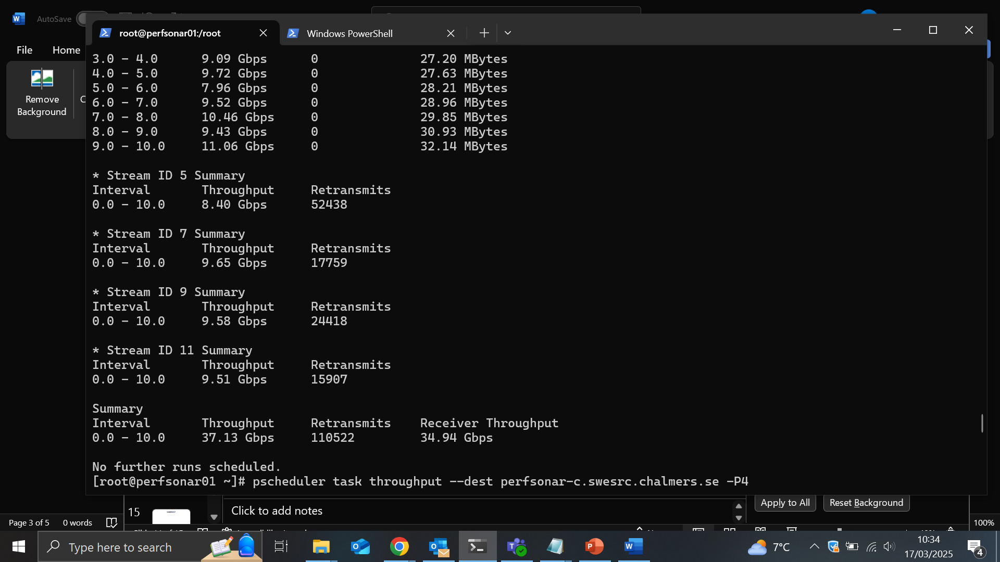 AutoSave
root@perfsonar01:/root
Windows PowerShell
File
Home
Remove
Background
3.0 - 4.0 9.09 Gbps 0 27.20 MBytes
4.0 - 5.0 9.72 Gbps 0 27.63 MBytes
5.0 - 6.0 7.96 Gbps 0 28.21 MBytes
6.0 - 7.0 9.52 Gbps 0 28.96 MBytes
7.0 - 8.0 10.46 Gbps 0 29.85 MBytes
8.0 - 9.0 9.43 Gbps 0 30.93 MBytes
9.0 - 10.0 11.06 Gbps 0 32.14 MBytes
* Stream ID 5 Summary
Interval Throughput Retransmits
0.0 - 10.0 8.40 Gbps 52438
* Stream ID 7 Summary
Interval Throughput Retransmits
0.0 - 10.0 9.65 Gbps 17759
* Stream ID 9 Summary
Interval Throughput Retransmits
0.0 - 10.0 9.58 Gbps 24418
* Stream ID 11 Summary
Interval Throughput Retransmits
0.0 - 10.0 9.51 Gbps 15907
Summary
Interval Throughput Retransmits Receiver Throughput
0.0 - 10.0 37.13 Gbps 110522 34.94 Gbps
No further runs scheduled.
[root@perfsonar01 ~]# pscheduler task throughput --dest perfsonar-c.swesrc.chalmers.se -P4
15
Click to add notes
Apply to All
Reset Background
Page 3 of 5
0 words
100%
Type here to search
7°C
10:34
17/03/2025
4